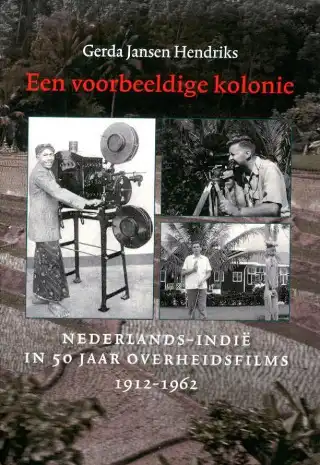 Gerda Jansen Hendriks
Een voorbeeldige kolonie
NEDERLANDS-INDIË
IN 50 JAAR OVERHEIDSFILMS
1912-1962